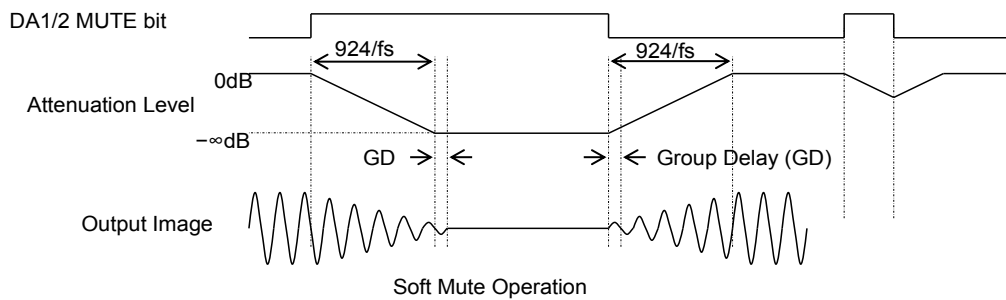 DA1/2 MUTE bit
924/fs 924/fs
0dB
Attenuation Level
−∞dB
GD Group Delay (GD)
Output Image
Soft Mute Operation